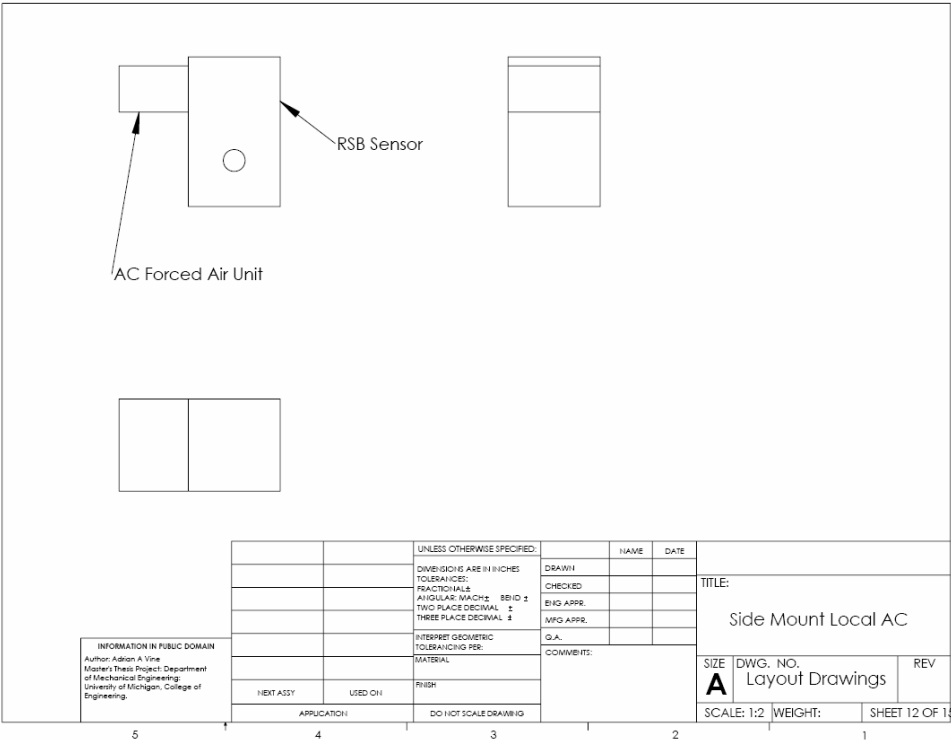 RSB Sensor
AC Forced Air Unit
UNLESS OTHERWISE SPECIFIED:
DIMENSIONS ARE IN INCHES
TOLERANCES:
FRACTIONAL±
ANGULAR: MACH± BEND ±
TWO PLACE DECIMAL ±
THREE PLACE DECIMAL ±
INTERPRET GEOMETRIC
TOLERANCING PER:
MATERIAL
FINISH
DO NOT SCALE DRAWING
NAME DATE
DRAWN
CHECKED
ENG APPR.
MFG APPR.
Q.A.
COMMENTS:
TITLE:
Side Mount Local AC
SIZE DWG. NO. REV
A Layout Drawings
SCALE: 1:2 WEIGHT: SHEET 12 OF
INFORMATION IN PUBLIC DOMAIN
Author: Adrian A Vine
Master's Thesis Project: Department
of Mechanical Engineering:
University of Michigan, College of
Engineering.
NEXT ASSY USED ON
APPLICATION
5 4 3 2 1